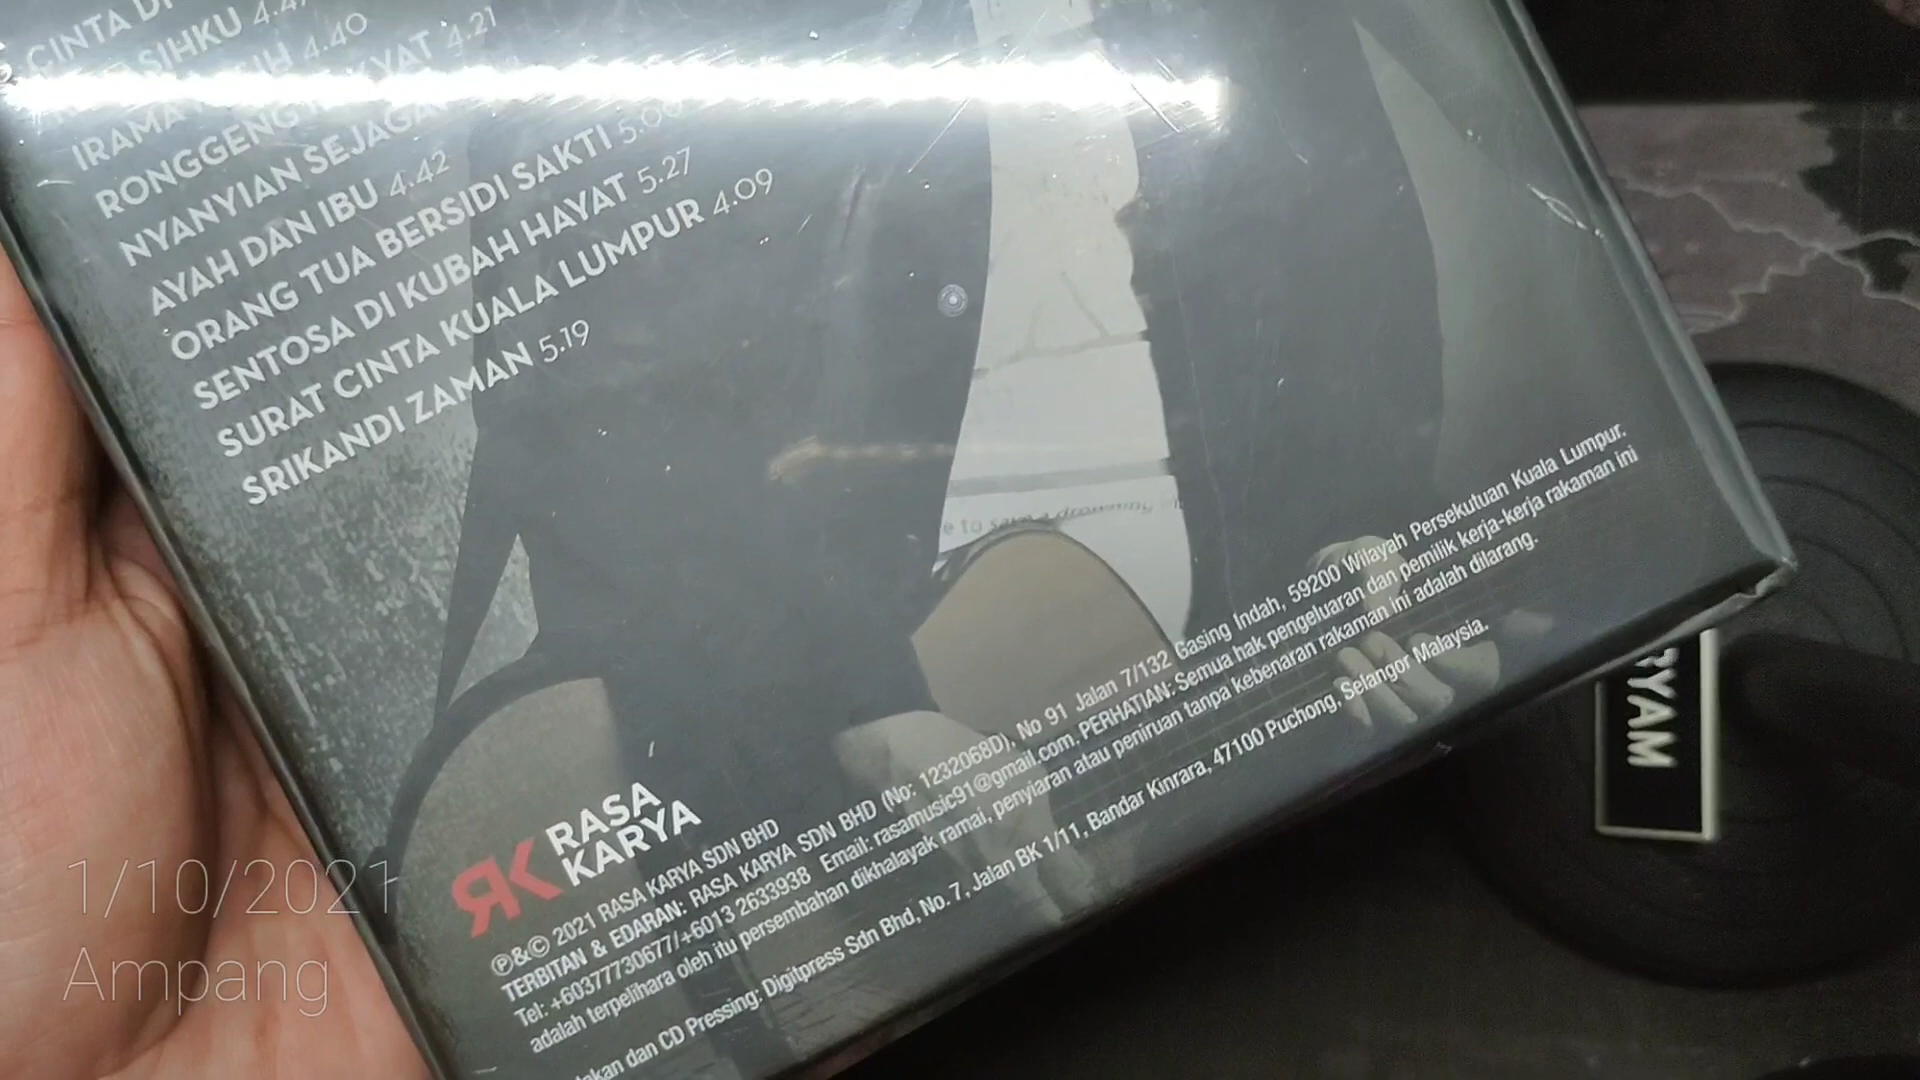 CINTA
SIHKU
IRAMA 4.40
RONGGENG 4.21
NYANYIAN
AYAH DAN IBU 4.42
ORANG TUA BERSIDI SAKTI
SENTOSA DI KUBAH HAYAT 5.27
SURAT CINTA KUALA LUMPUR 4.09
SRIKANDI ZAMAN 5.19
RK RASA
KARYA
℗&© 2021 RASA KARYA SDN BHD
TERBITAN & EDARAN: RASA KARYA SDN BHD (No: 1232068D), No 91 Jalan 7/132 Gasing Indah, 59200 Wilayah Persekutuan Kuala Lumpur.
Tel: +60377730677/+6013 2633938 Email: rasamusic91@gmail.com. PERHATIAN: Semua hak pengeluaran dan pemilik kerja-kerja rakaman ini
adalah terpelihara oleh itu persembahan dikhalayak ramai, penyiaran atau peniruan tanpa kebenaran rakaman ini adalah dilarang.
dan CD Pressing: Digitpress Sdn Bhd, No. 7, Jalan BK 1/11, Bandar Kinrara, 47100 Puchong, Selangor Malaysia.
e to save a drowning
RYAM
1/10/2021
Ampang